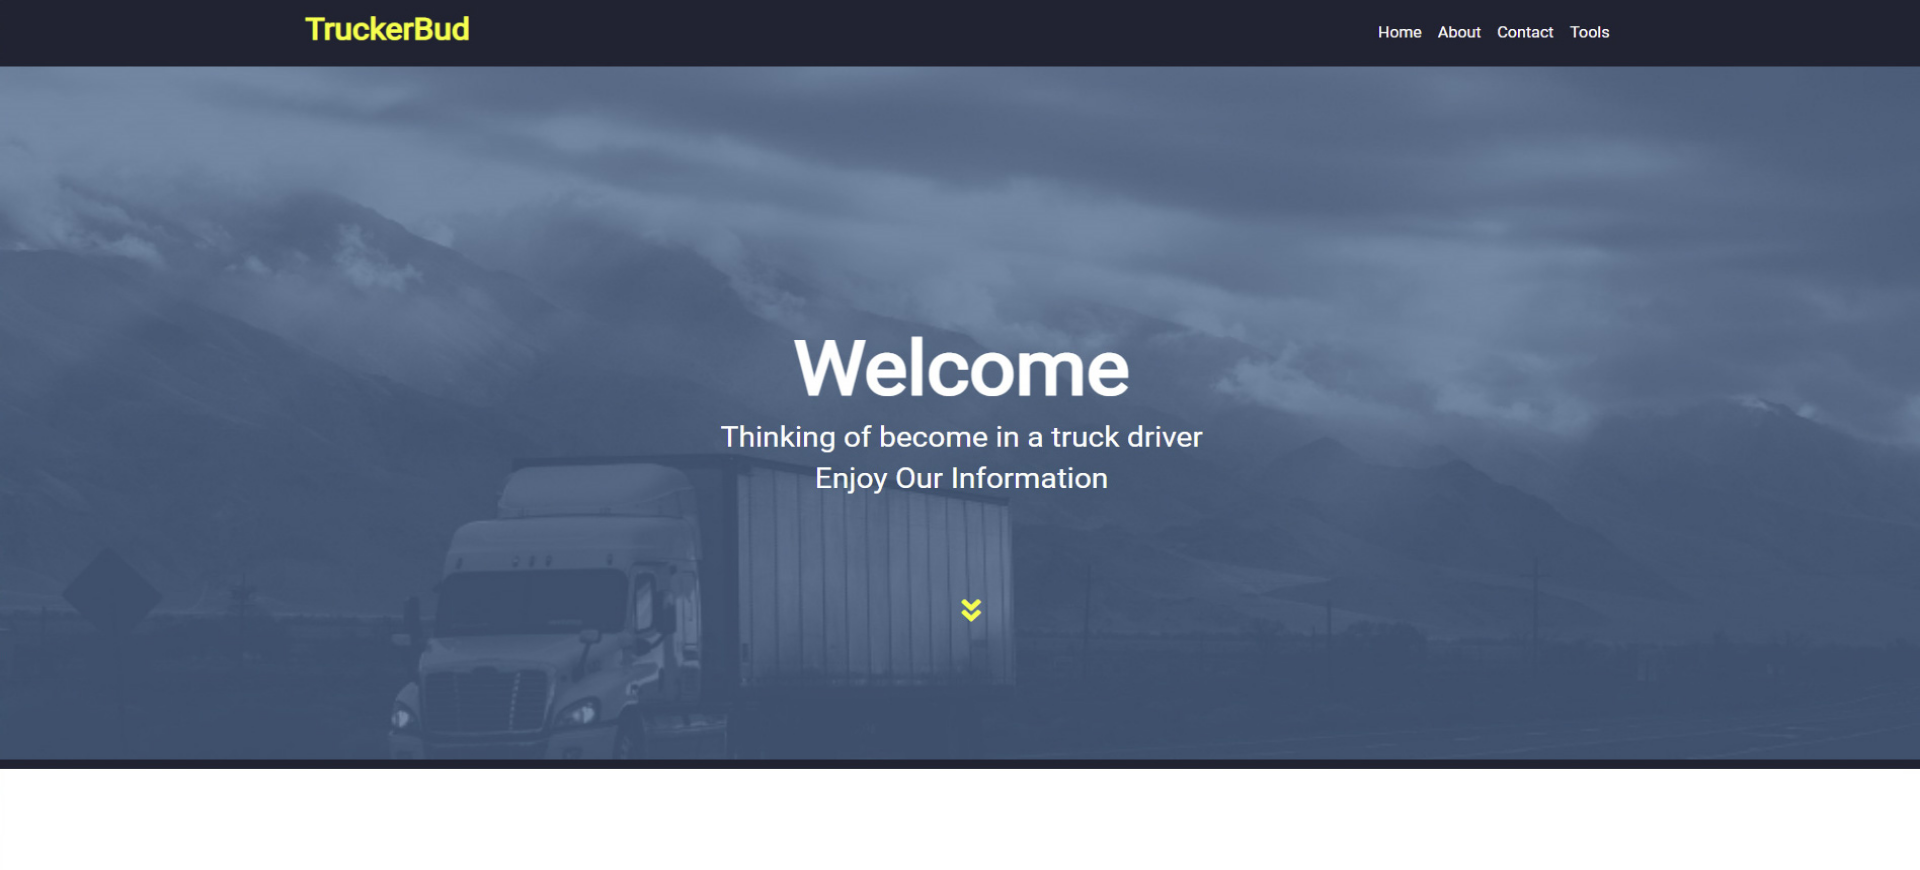 TruckerBud
Home About Contact Tools
Welcome
Thinking of become in a truck driver
Enjoy Our Information